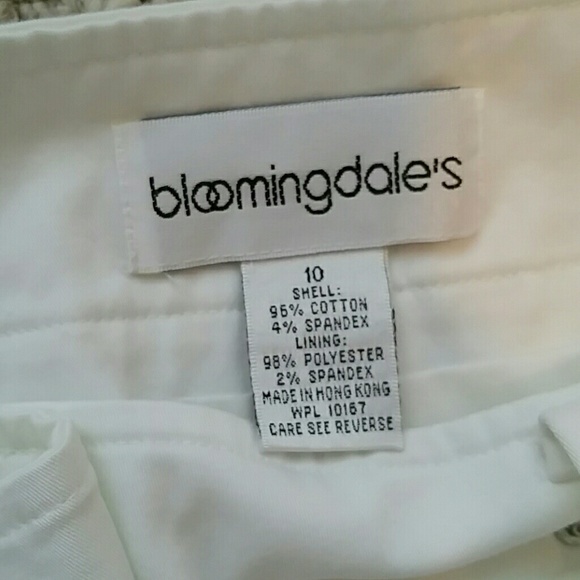 bloomingdale's
10
SHELL:
96% COTTON
4% SPANDEX
LINING:
98% POLYESTER
2% SPANDEX
MADE IN HONG KONG
WPL 10167
CARE SEE REVERSE